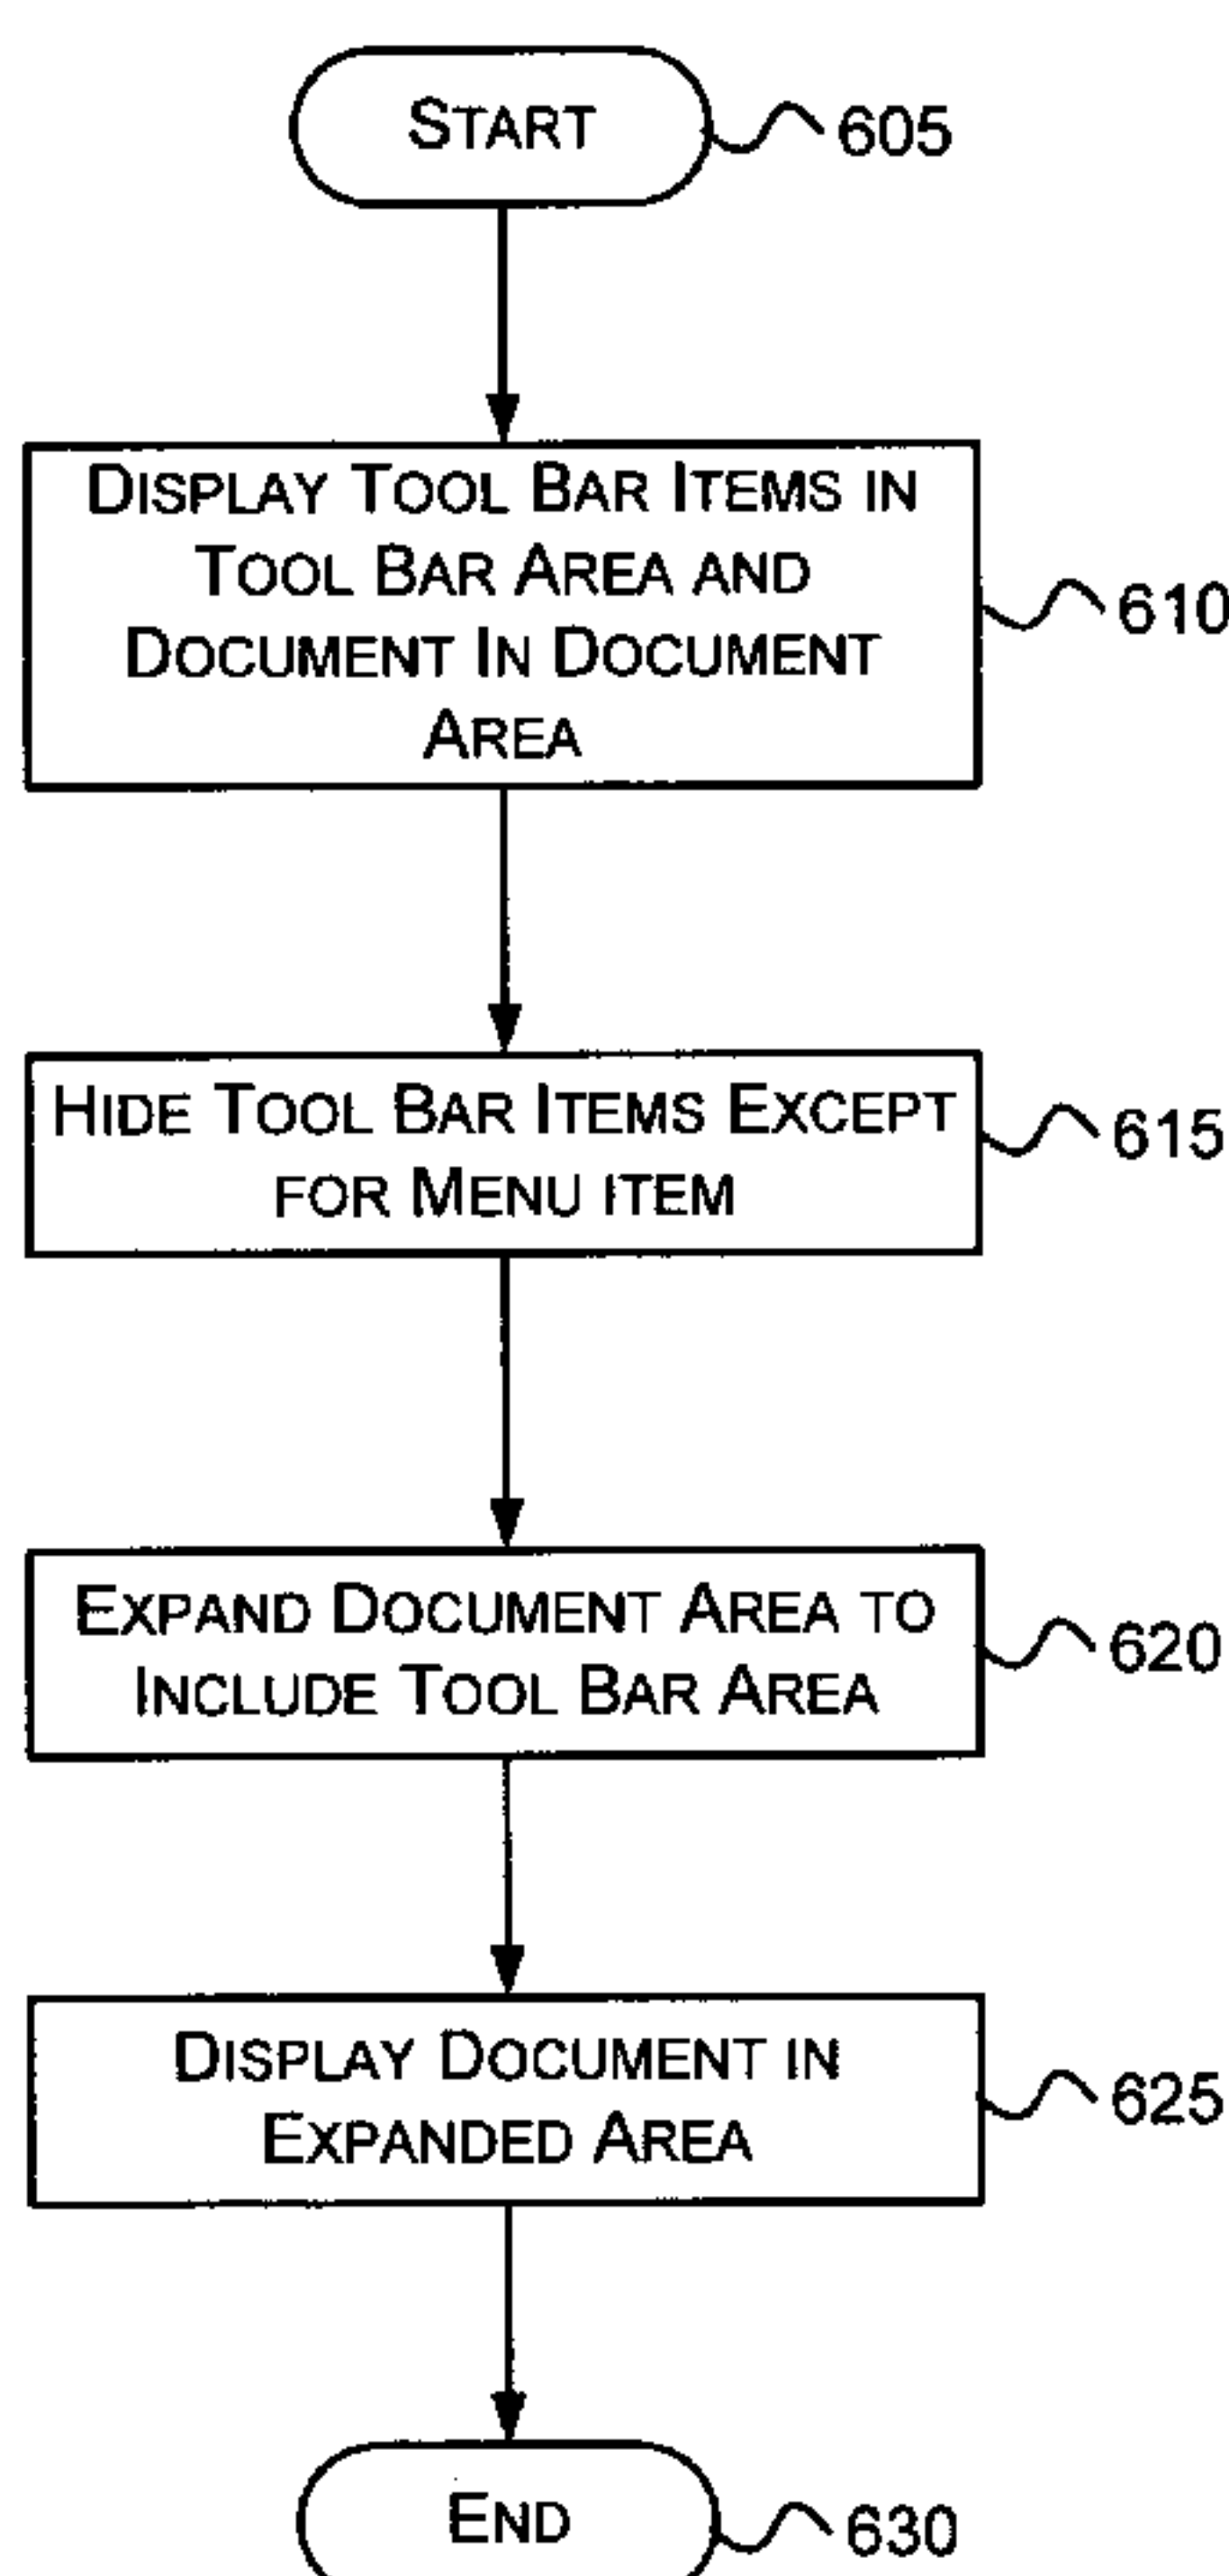 START
605
DISPLAY TOOL BAR ITEMS IN
TOOL BAR AREA AND
DOCUMENT IN DOCUMENT
AREA
610
HIDE TOOL BAR ITEMS EXCEPT
FOR MENU ITEM
615
EXPAND DOCUMENT AREA TO
INCLUDE TOOL BAR AREA
620
DISPLAY DOCUMENT IN
EXPANDED AREA
625
END
630